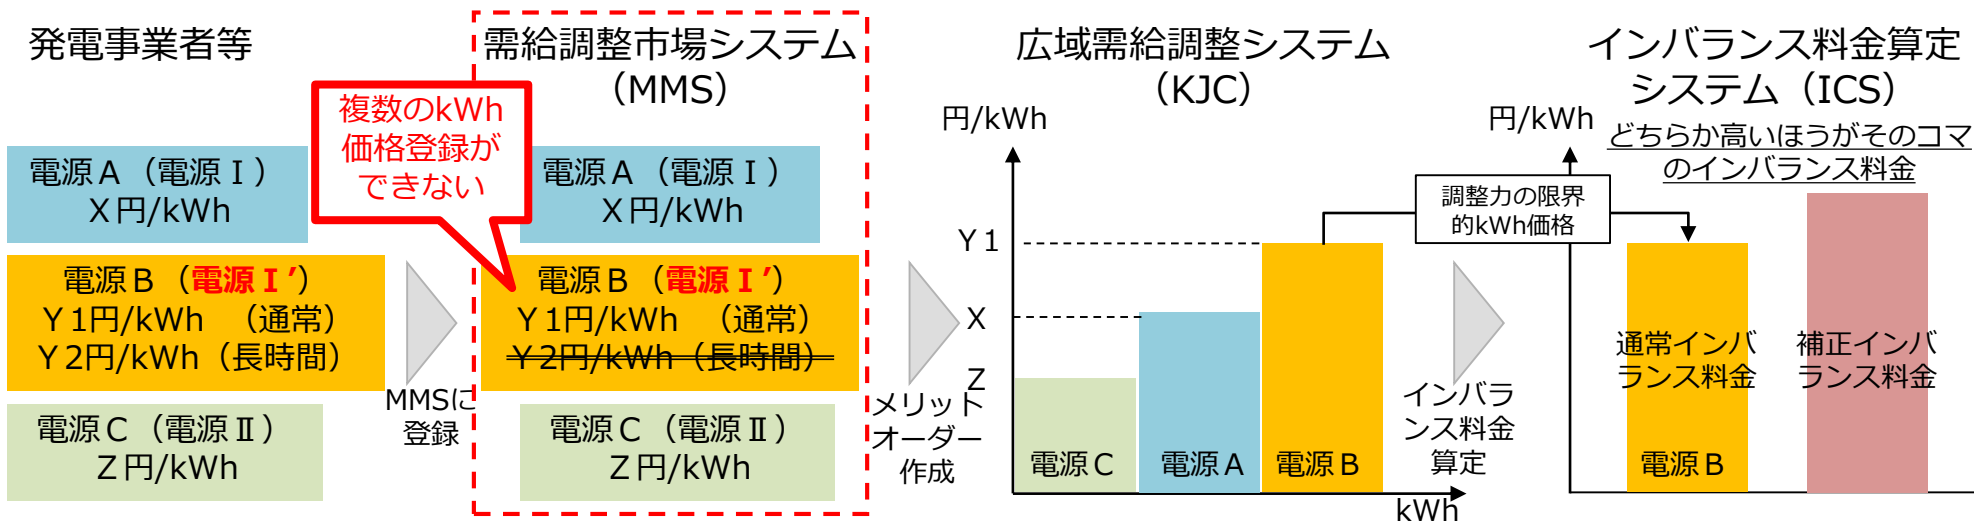 発電事業者等
電源A（電源Ⅰ）
X円/kWh
電源B（電源Ⅰ’）
Y1円/kWh （通常）
Y2円/kWh（長時間）
電源C（電源Ⅱ）
Z円/kWh
MMSに
登録
需給調整市場システム
（MMS）
複数のkWh
価格登録が
できない
電源A（電源Ⅰ）
X円/kWh
電源B（電源Ⅰ’）
Y1円/kWh （通常）
Y2円/kWh（長時間）
電源C（電源Ⅱ）
Z円/kWh
メリット
オーダー
作成
広域需給調整システム
（KJC）
円/kWh
Y1
X
Z
電源C
電源A
電源B
kWh
調整力の限界
的kWh価格
インバラ
ンス料金
算定
インバランス料金算定
システム（ICS）
円/kWh
どちらか高いほうがそのコマ
のインバランス料金
通常インバ
ランス料金
電源B
補正インバ
ランス料金